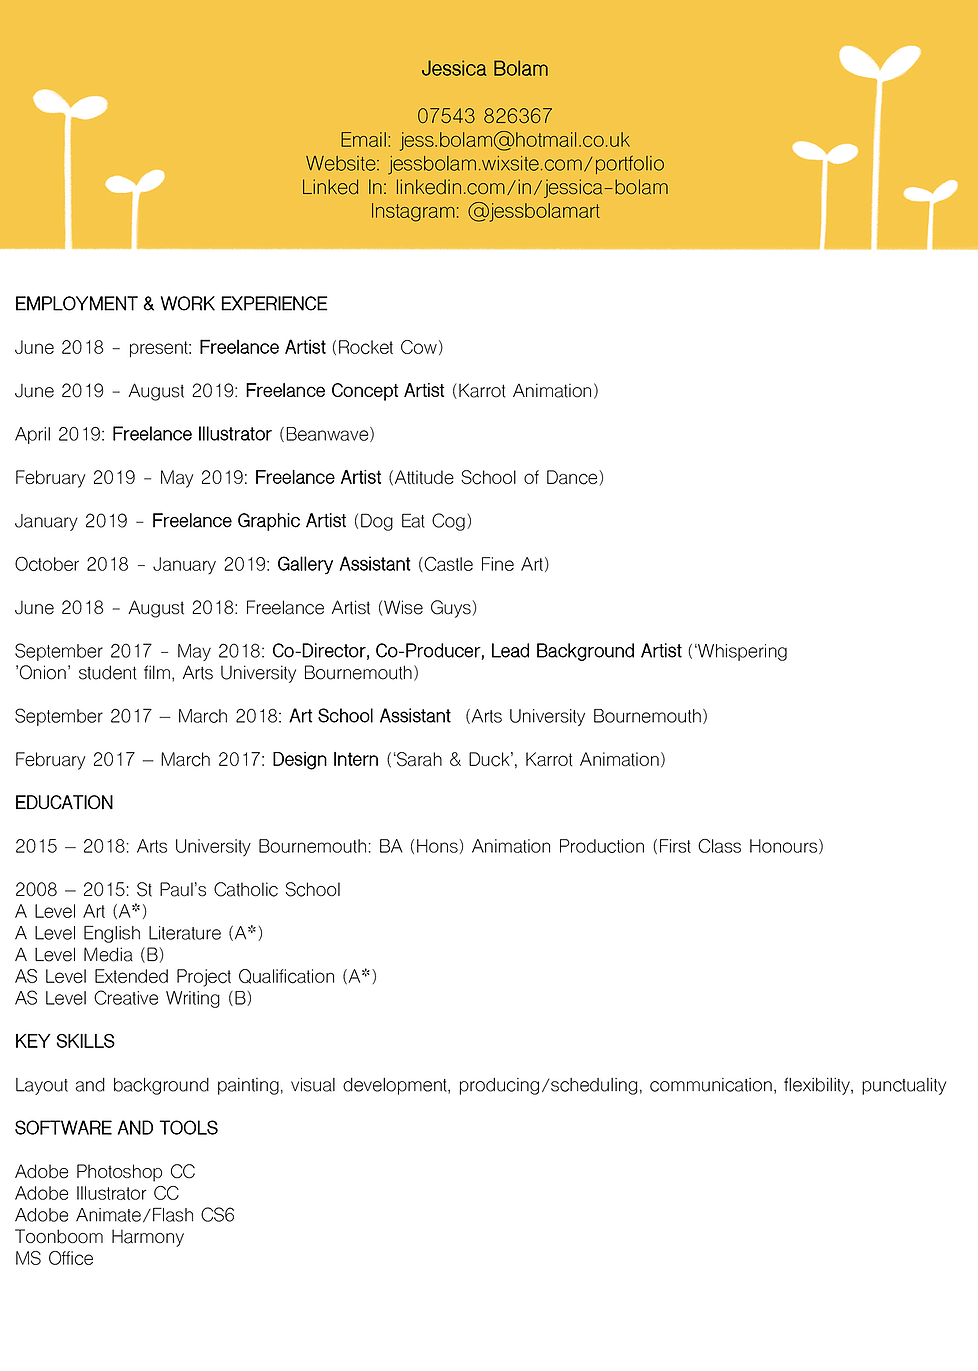 Jessica Bolam
07543 826367
Email: jess.bolam@hotmail.co.uk
Website: jessbolam.wixsite.com/portfolio
Linked In: linkedin.com/in/jessica-bolam
Instagram: @jessbolamart
EMPLOYMENT & WORK EXPERIENCE
June 2018 - present: Freelance Artist (Rocket Cow)
June 2019 - August 2019: Freelance Concept Artist (Karrot Animation)
April 2019: Freelance Illustrator (Beanwave)
February 2019 - May 2019: Freelance Artist (Attitude School of Dance)
January 2019 - Freelance Graphic Artist (Dog Eat Cog)
October 2018 - January 2019: Gallery Assistant (Castle Fine Art)
June 2018 - August 2018: Freelance Artist (Wise Guys)
September 2017 - May 2018: Co-Director, Co-Producer, Lead Background Artist (‘Whispering
’Onion’ student film, Arts University Bournemouth)
September 2017 – March 2018: Art School Assistant (Arts University Bournemouth)
February 2017 – March 2017: Design Intern (‘Sarah & Duck’, Karrot Animation)
EDUCATION
2015 – 2018: Arts University Bournemouth: BA (Hons) Animation Production (First Class Honours)
2008 – 2015: St Paul’s Catholic School
A Level Art (A*)
A Level English Literature (A*)
A Level Media (B)
AS Level Extended Project Qualification (A*)
AS Level Creative Writing (B)
KEY SKILLS
Layout and background painting, visual development, producing/scheduling, communication, flexibility, punctuality
SOFTWARE AND TOOLS
Adobe Photoshop CC
Adobe Illustrator CC
Adobe Animate/Flash CS6
Toonboom Harmony
MS Office